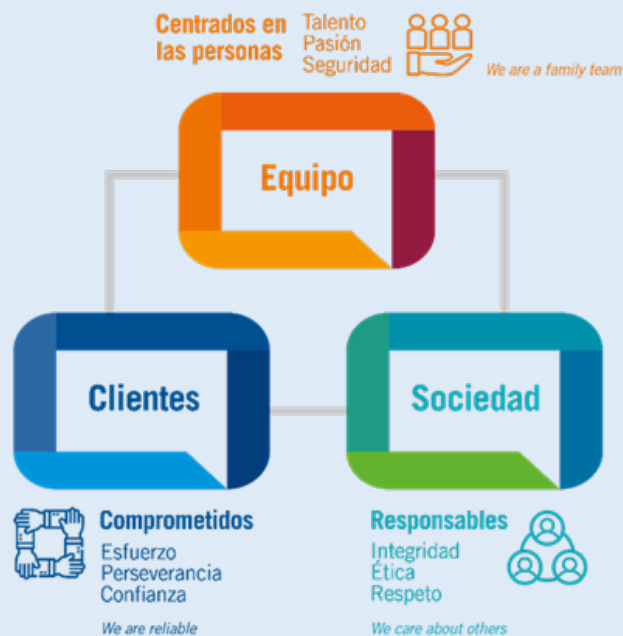 Centrados en
las personas
Talento
Pasión
Seguridad
We are a family team
Equipo
Clientes
Sociedad
Comprometidos
Esfuerzo
Perseverancia
Confianza
We are reliable
Responsables
Integridad
Ética
Respeto
We care about others